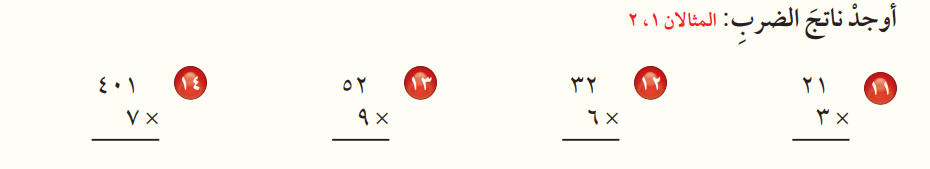 أوجدْ ناتجَ الضربِ: المثالان ١، ٢
١١ ٢١ ١٢ ٣٢ ١٣ ٥٢ ١٤ ٤٠١
× ٣ × ٦ × ٩ × ٧